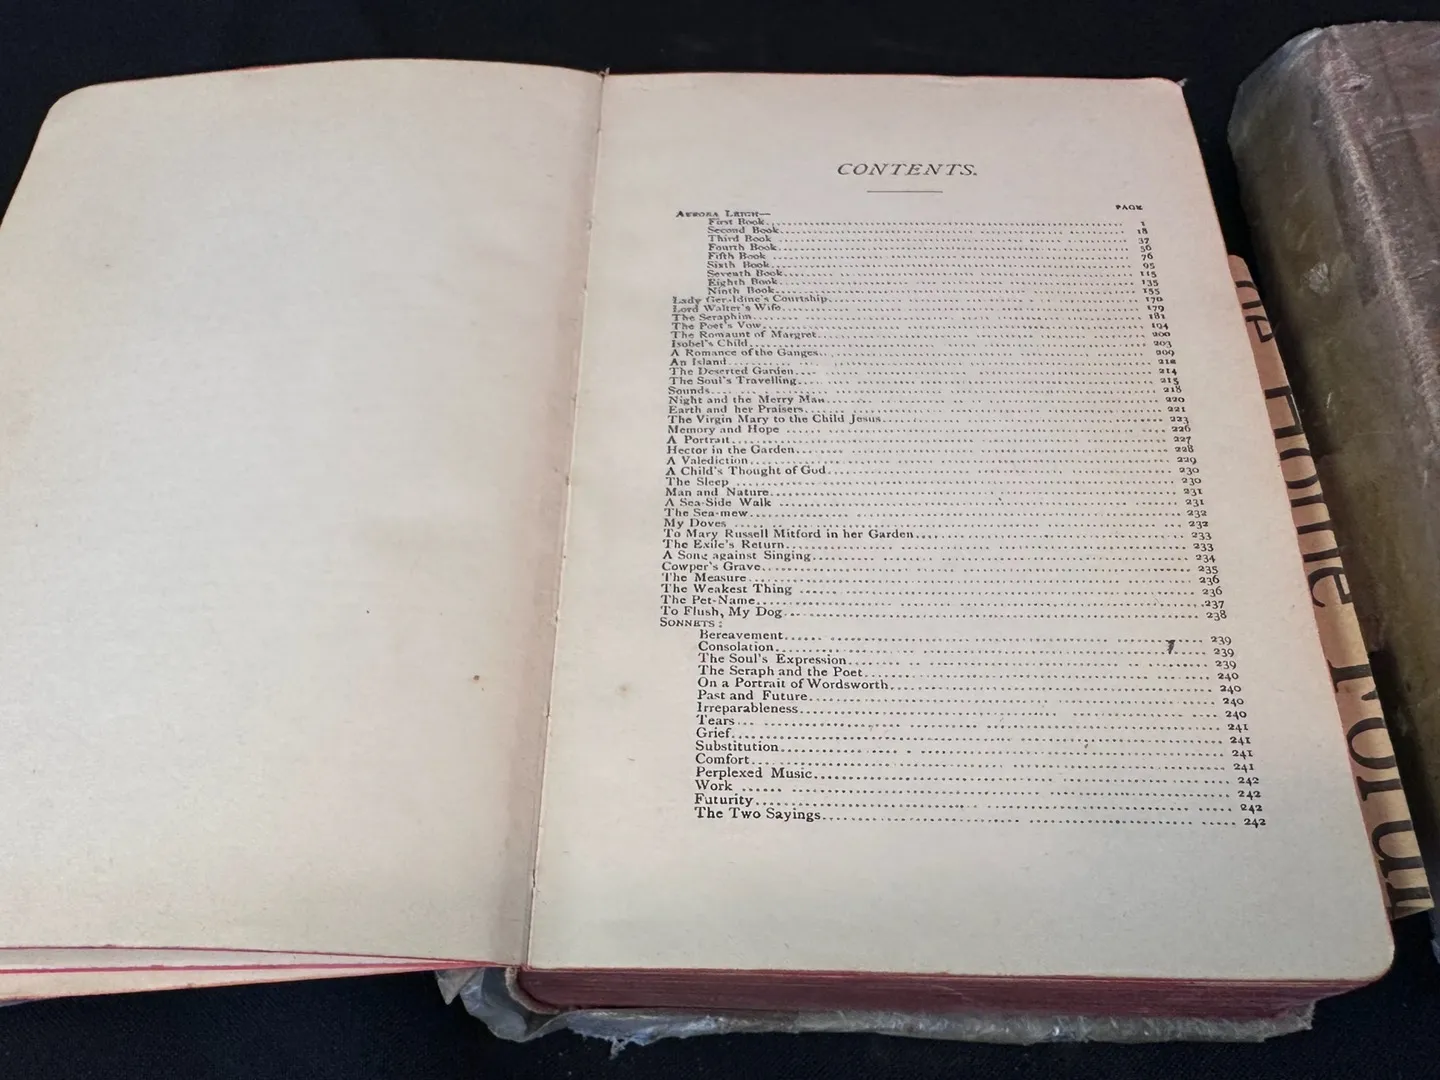 CONTENTS.
PAGE
AURORA LEIGH—
First Book 1
Second Book 18
Third Book 37
Fourth Book 56
Fifth Book 76
Sixth Book 95
Seventh Book 115
Eighth Book 135
Ninth Book 155
Lady Geraldine's Courtship 170
Lord Walter's Wife 179
The Seraphim 181
The Poet's Vow 194
The Romaunt of Margret 200
Isobel's Child 203
A Romance of the Ganges 209
An Island 212
The Deserted Garden 214
The Soul's Travelling 215
Sounds 218
Night and the Merry Man 220
Earth and her Praisers 221
The Virgin Mary to the Child Jesus 223
Memory and Hope 226
A Portrait 227
Hector in the Garden 228
A Valediction 229
A Child's Thought of God 230
The Sleep 230
Man and Nature 231
A Sea-Side Walk 231
The Sea-mew 232
My Doves 232
To Mary Russell Mitford in her Garden 233
The Exile's Return 233
A Song against Singing 234
Cowper's Grave 235
The Measure 236
The Weakest Thing 236
The Pet-Name 237
To Flush, My Dog 238
SONNETS:
Bereavement 239
Consolation 239
The Soul's Expression 239
The Seraph and the Poet 240
On a Portrait of Wordsworth 240
Past and Future 240
Irreparableness 240
Tears 241
Grief 241
Substitution 241
Comfort 241
Perplexed Music 242
Work 242
Futurity 242
The Two Sayings 242